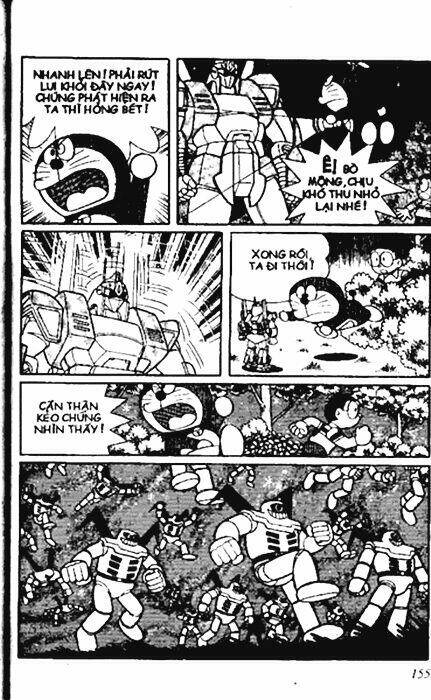 NHANH LÊN! PHẢI RÚT
LUI KHỎI ĐÂY NGAY!
CHÚNG PHÁT HIỆN RA
TA THÌ HỎNG BÉT!
Ê! BÒ
MỘNG, CHỊU
KHÓ THU NHỎ
LẠI NHÉ!
XONG RỒI
TA ĐI THÔI!
CẨN THẬN
KẺO CHÚNG
NHÌN THẤY!
155